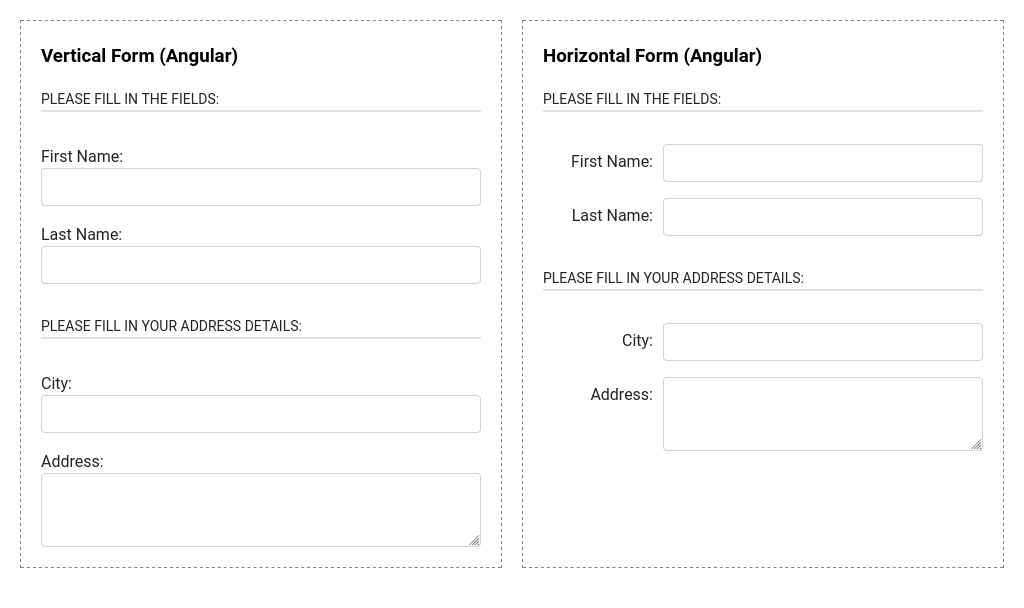 Vertical Form (Angular)
PLEASE FILL IN THE FIELDS:
First Name:
Last Name:
PLEASE FILL IN YOUR ADDRESS DETAILS:
City:
Address:
Horizontal Form (Angular)
PLEASE FILL IN THE FIELDS:
First Name:
Last Name:
PLEASE FILL IN YOUR ADDRESS DETAILS:
City:
Address: